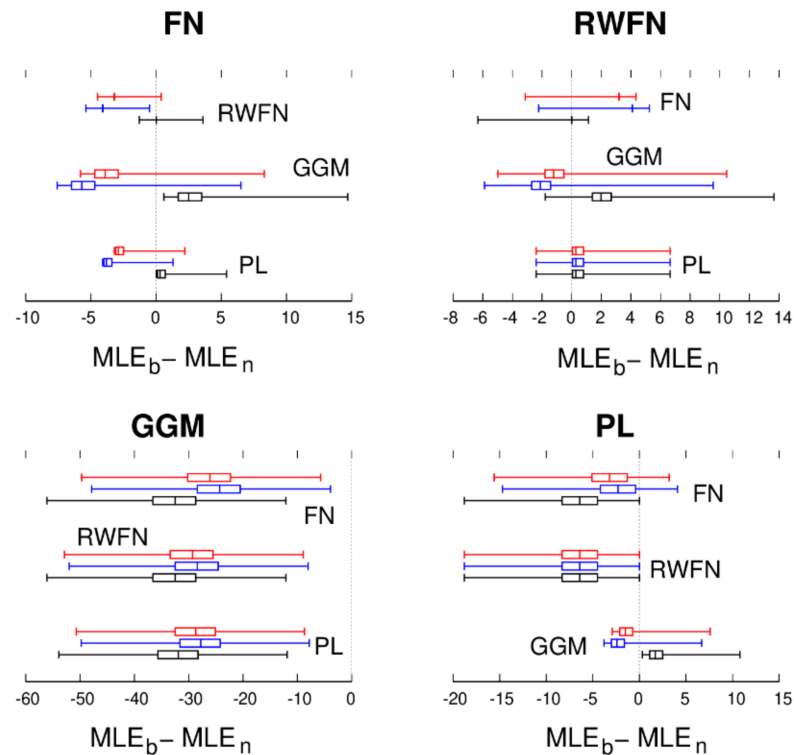 FN
RWFN
RWFN
GGM
PL
-10 -5 0 5 10 15
MLEb– MLEn
FN
GGM
PL
-8 -6 -4 -2 0 2 4 6 8 10 12 14
MLEb– MLEn
GGM
PL
FN
RWFN
PL
-60 -50 -40 -30 -20 -10 0
MLEb– MLEn
FN
RWFN
GGM
-20 -15 -10 -5 0 5 10 15
MLEb– MLEn